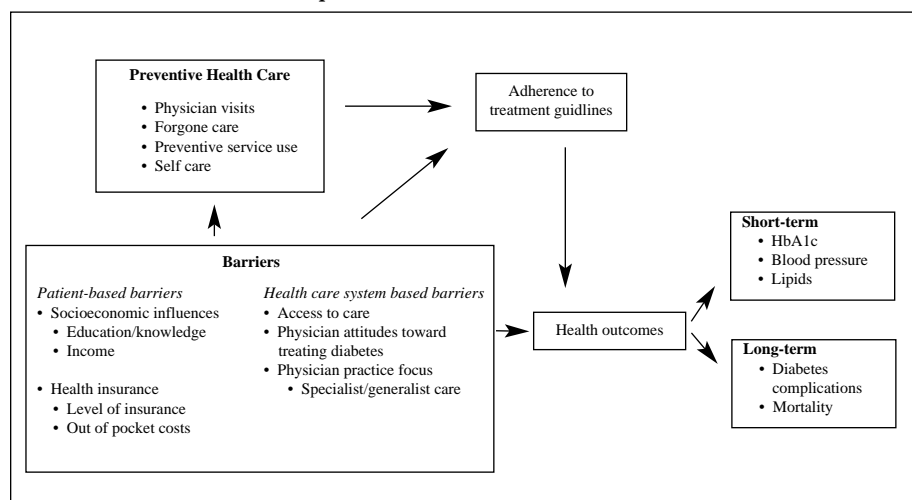 Preventive Health Care
• Physician visits
• Forgone care
• Preventive service use
• Self care
Adherence to
treatment guidlines
Barriers
Patient-based barriers
• Socioeconomic influences
• Education/knowledge
• Income
• Health insurance
• Level of insurance
• Out of pocket costs
Health care system based barriers
• Access to care
• Physician attitudes toward
treating diabetes
• Physician practice focus
• Specialist/generalist care
Health outcomes
Short-term
• HbA1c
• Blood pressure
• Lipids
Long-term
• Diabetes
complications
• Mortality